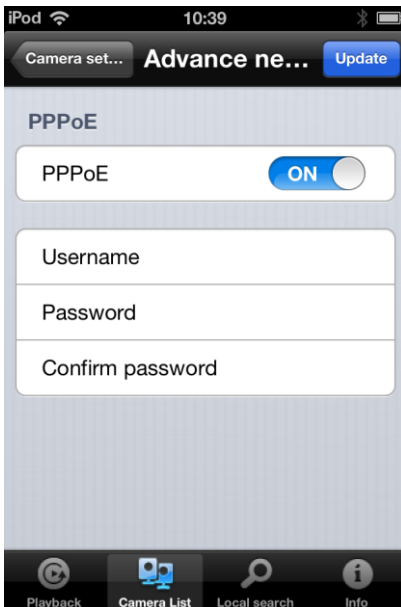 iPod 10:39
Camera set... Advance ne... Update
PPPoE
PPPoE ON
Username
Password
Confirm password
Playback Camera List Local search Info